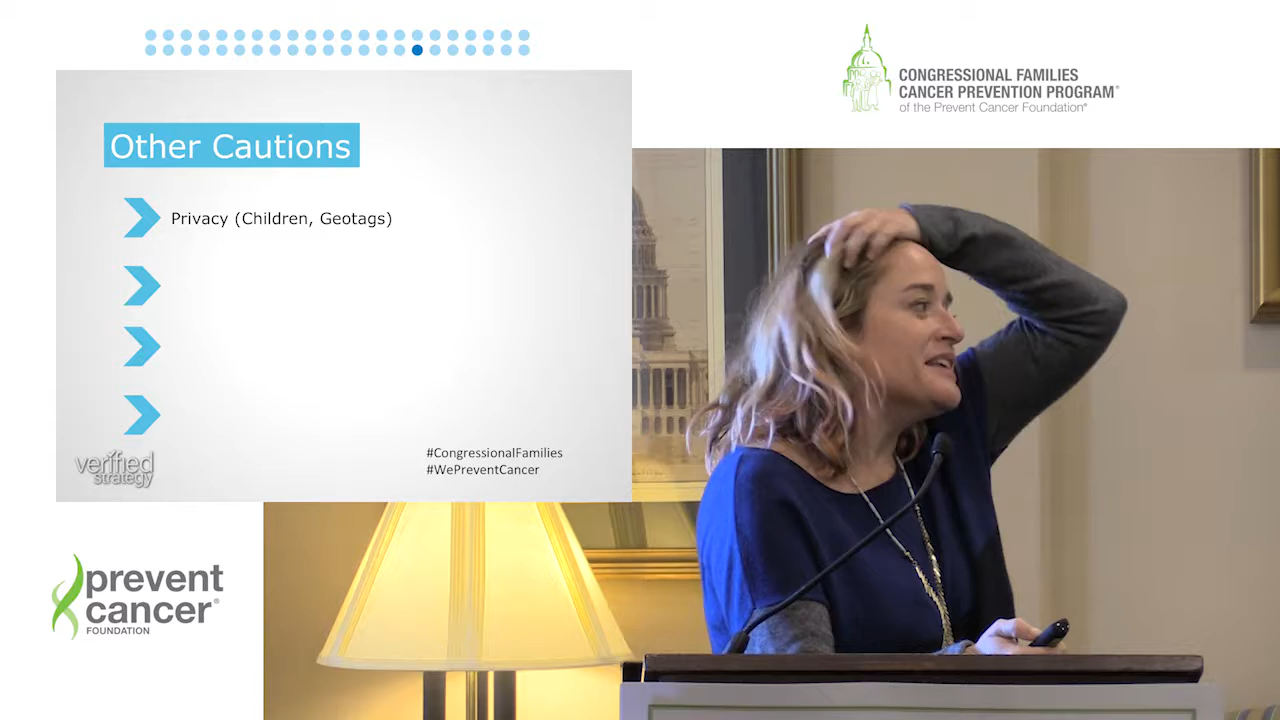 CONGRESSIONAL FAMILIES
CANCER PREVENTION PROGRAM®
of the Prevent Cancer Foundation®
Other Cautions
Privacy (Children, Geotags)
#CongressionalFamilies
#WePreventCancer
verified
strategy
prevent
cancer®
FOUNDATION